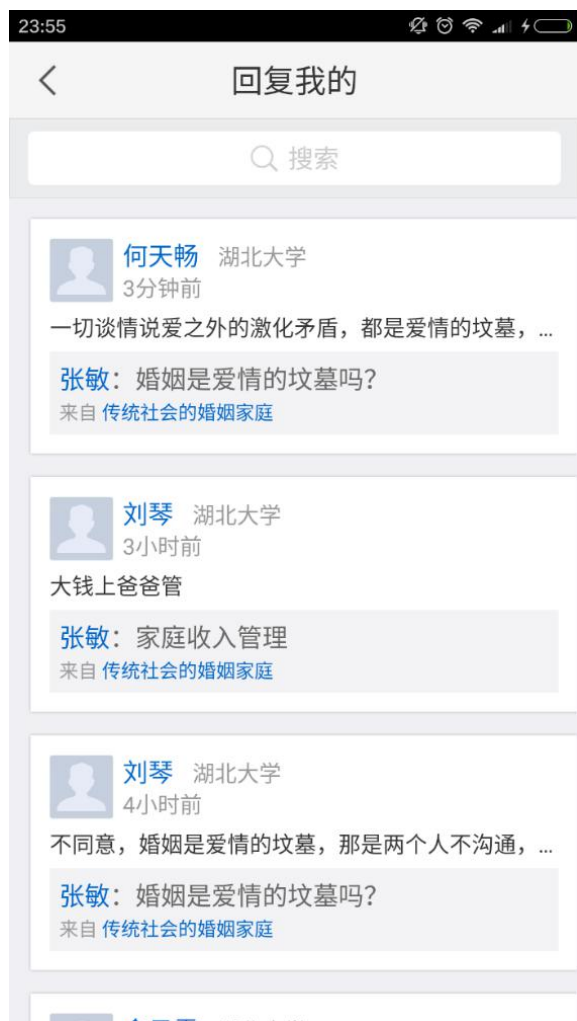 23:55
回复我的
搜索
何天畅 湖北大学
3分钟前
一切谈情说爱之外的激化矛盾，都是爱情的坟墓，...
张敏：婚姻是爱情的坟墓吗？
来自 传统社会的婚姻家庭
刘琴 湖北大学
3小时前
大钱上爸爸管
张敏：家庭收入管理
来自 传统社会的婚姻家庭
刘琴 湖北大学
4小时前
不同意，婚姻是爱情的坟墓，那是两个人不沟通，...
张敏：婚姻是爱情的坟墓吗？
来自 传统社会的婚姻家庭